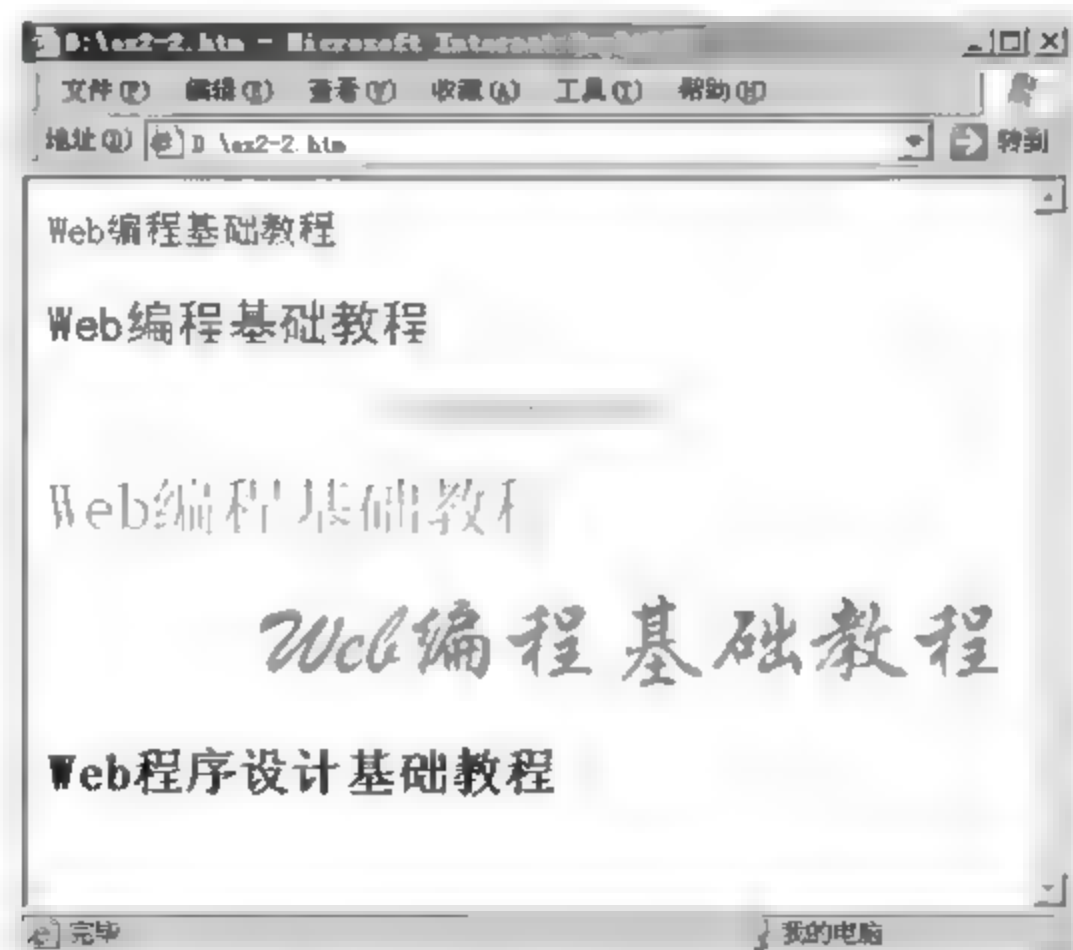 D:\ex2-2.htm - Microsoft Internet
文件(F) 编辑(E) 查看(V) 收藏(A) 工具(T) 帮助(H)
地址(D) D:\ex2-2.htm 转到
Web编程基础教程
Web编程基础教程
Web编程基础教程
Web编程基础教程
Web程序设计基础教程
完毕 我的电脑